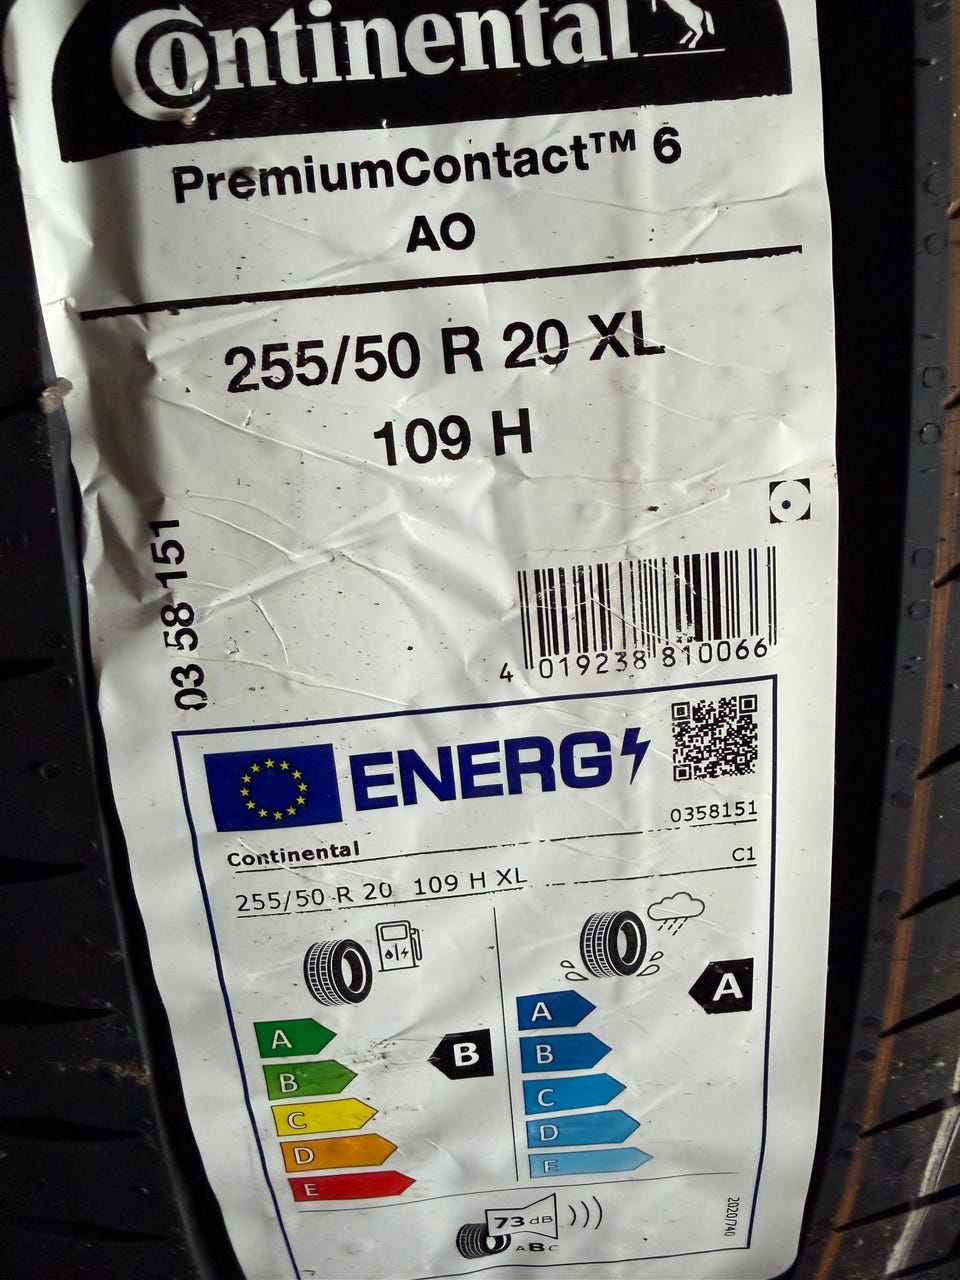 Continental
PremiumContact™ 6
AO
255/50 R 20 XL
109 H
03 58 151
4 019238 810066
ENERG
0358151
Continental
C1
255/50 R 20 109 H XL
A
B
C
D
E
B
A
B
C
D
E
A
73 dB
ABC
2020/740